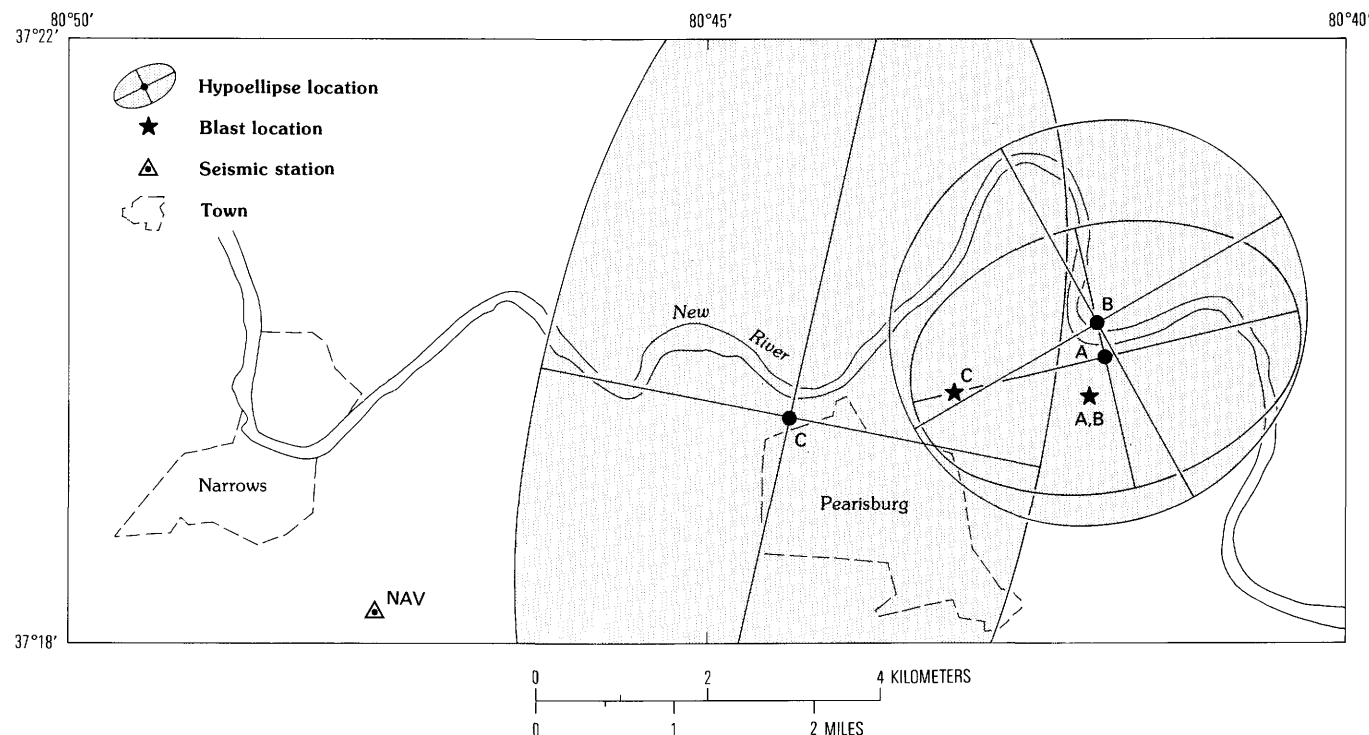 80°50′ 80°45′ 80°40′
37°22′
Hypoellipse location
Blast location
Seismic station
Town
New
River
B
A
C
A,B
C
Narrows
Pearisburg
NAV
37°18′
0 2 4 KILOMETERS
0 1 2 MILES